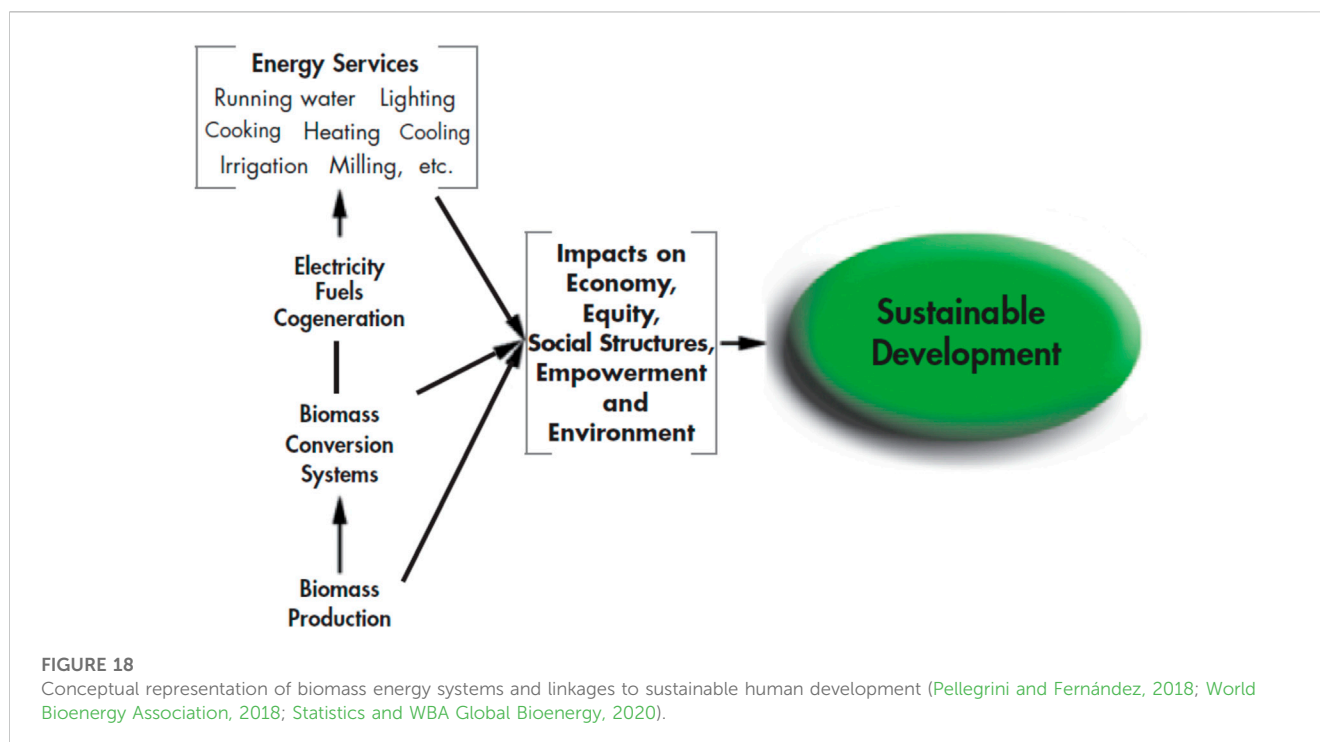 Energy Services
Running water Lighting
Cooking Heating Cooling
Irrigation Milling, etc.
Electricity
Fuels
Cogeneration
Biomass
Conversion
Systems
Biomass
Production
Impacts on
Economy,
Equity,
Social Structures,
Empowerment
and
Environment
Sustainable
Development
FIGURE 18
Conceptual representation of biomass energy systems and linkages to sustainable human development (Pellegrini and Fernández, 2018; World
Bioenergy Association, 2018; Statistics and WBA Global Bioenergy, 2020).